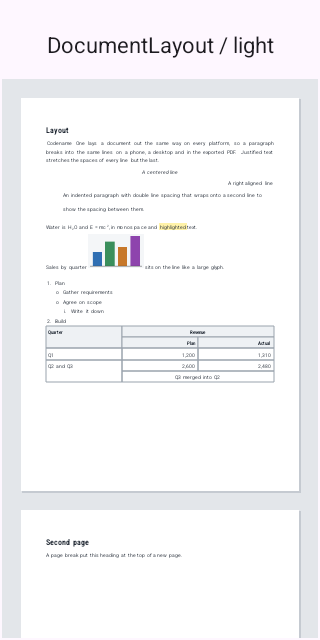 DocumentLayout / light
Layout
Codename One lays a document out the same way on every platform, so a paragraph
breaks into the same lines on a phone, a desktop and in the exported PDF. Justified text
stretches the spaces of every line but the last.
A centered line
A right aligned line
An indented paragraph with double line spacing that wraps onto a second line to
show the spacing between them.
Water is H₂O and E = mc², in monospace and highlighted text.
Sales by quarter sits on the line like a large glyph.
1. Plan
o Gather requirements
o Agree on scope
i. Write it down
2. Build
Quarter Revenue
Plan Actual
Q1 1,200 1,310
Q2 and Q3 2,600 2,480
Q3 merged into Q2
Second page
A page break put this heading at the top of a new page.